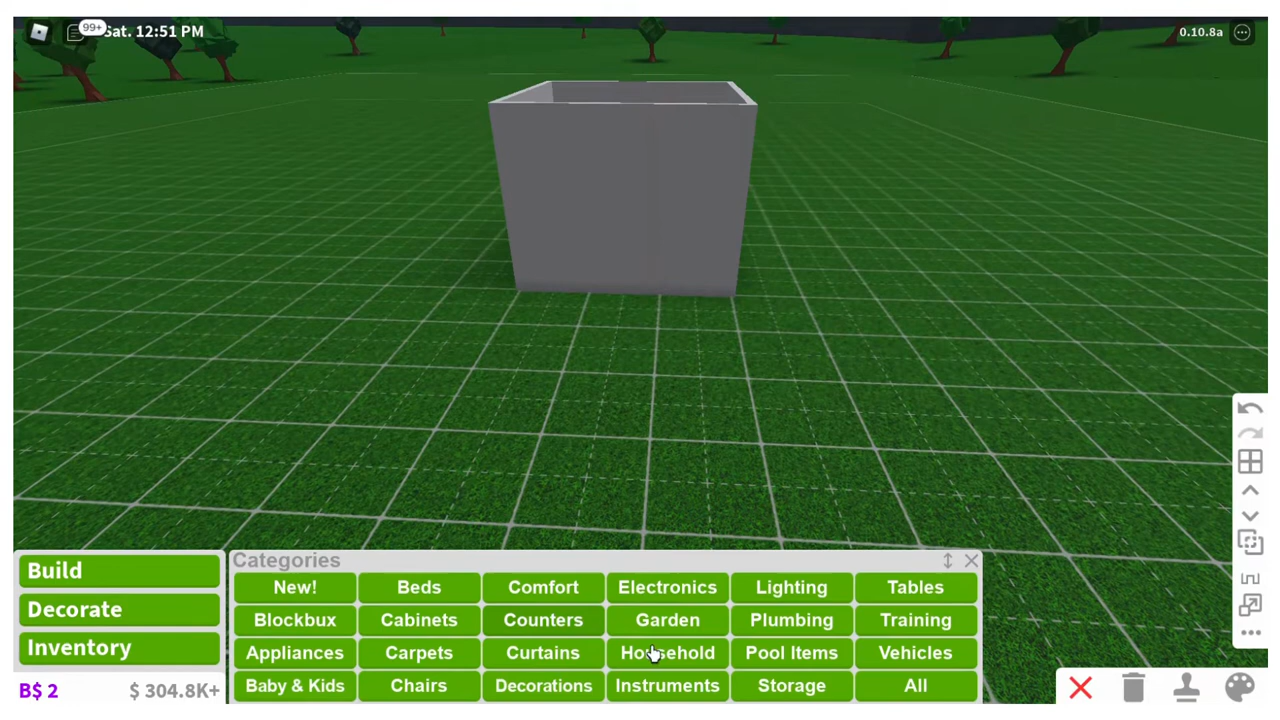 99+ Sat. 12:51 PM
0.10.8a
Categories
Build
Decorate
Inventory
B$ 2 $ 304.8K+
New! Beds Comfort Electronics Lighting Tables
Blockbux Cabinets Counters Garden Plumbing Training
Appliances Carpets Curtains Household Pool Items Vehicles
Baby & Kids Chairs Decorations Instruments Storage All